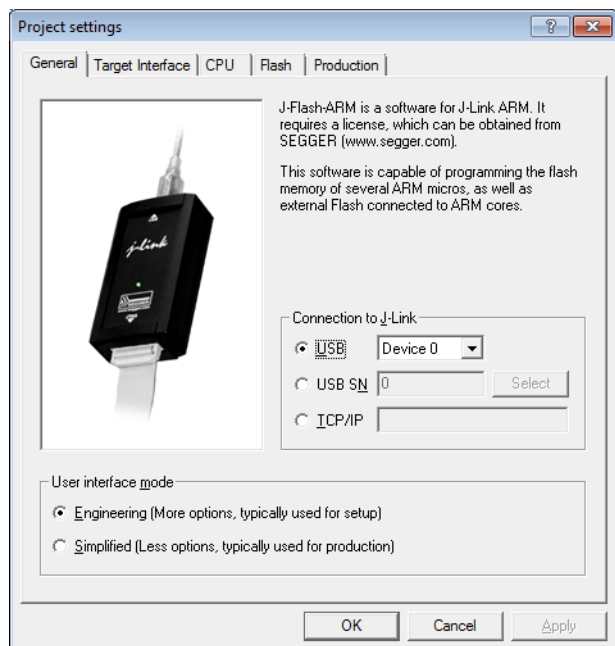 Project settings
General Target Interface CPU Flash Production
J-Flash-ARM is a software for J-Link ARM. It
requires a license, which can be obtained from
SEGGER (www.segger.com).
This software is capable of programming the flash
memory of several ARM micros, as well as
external Flash connected to ARM cores.
j-link
Connection to J-Link
USB Device 0
USB SN 0 Select
TCP/IP
User interface mode
Engineering (More options, typically used for setup)
Simplified (Less options, typically used for production)
OK Cancel Apply